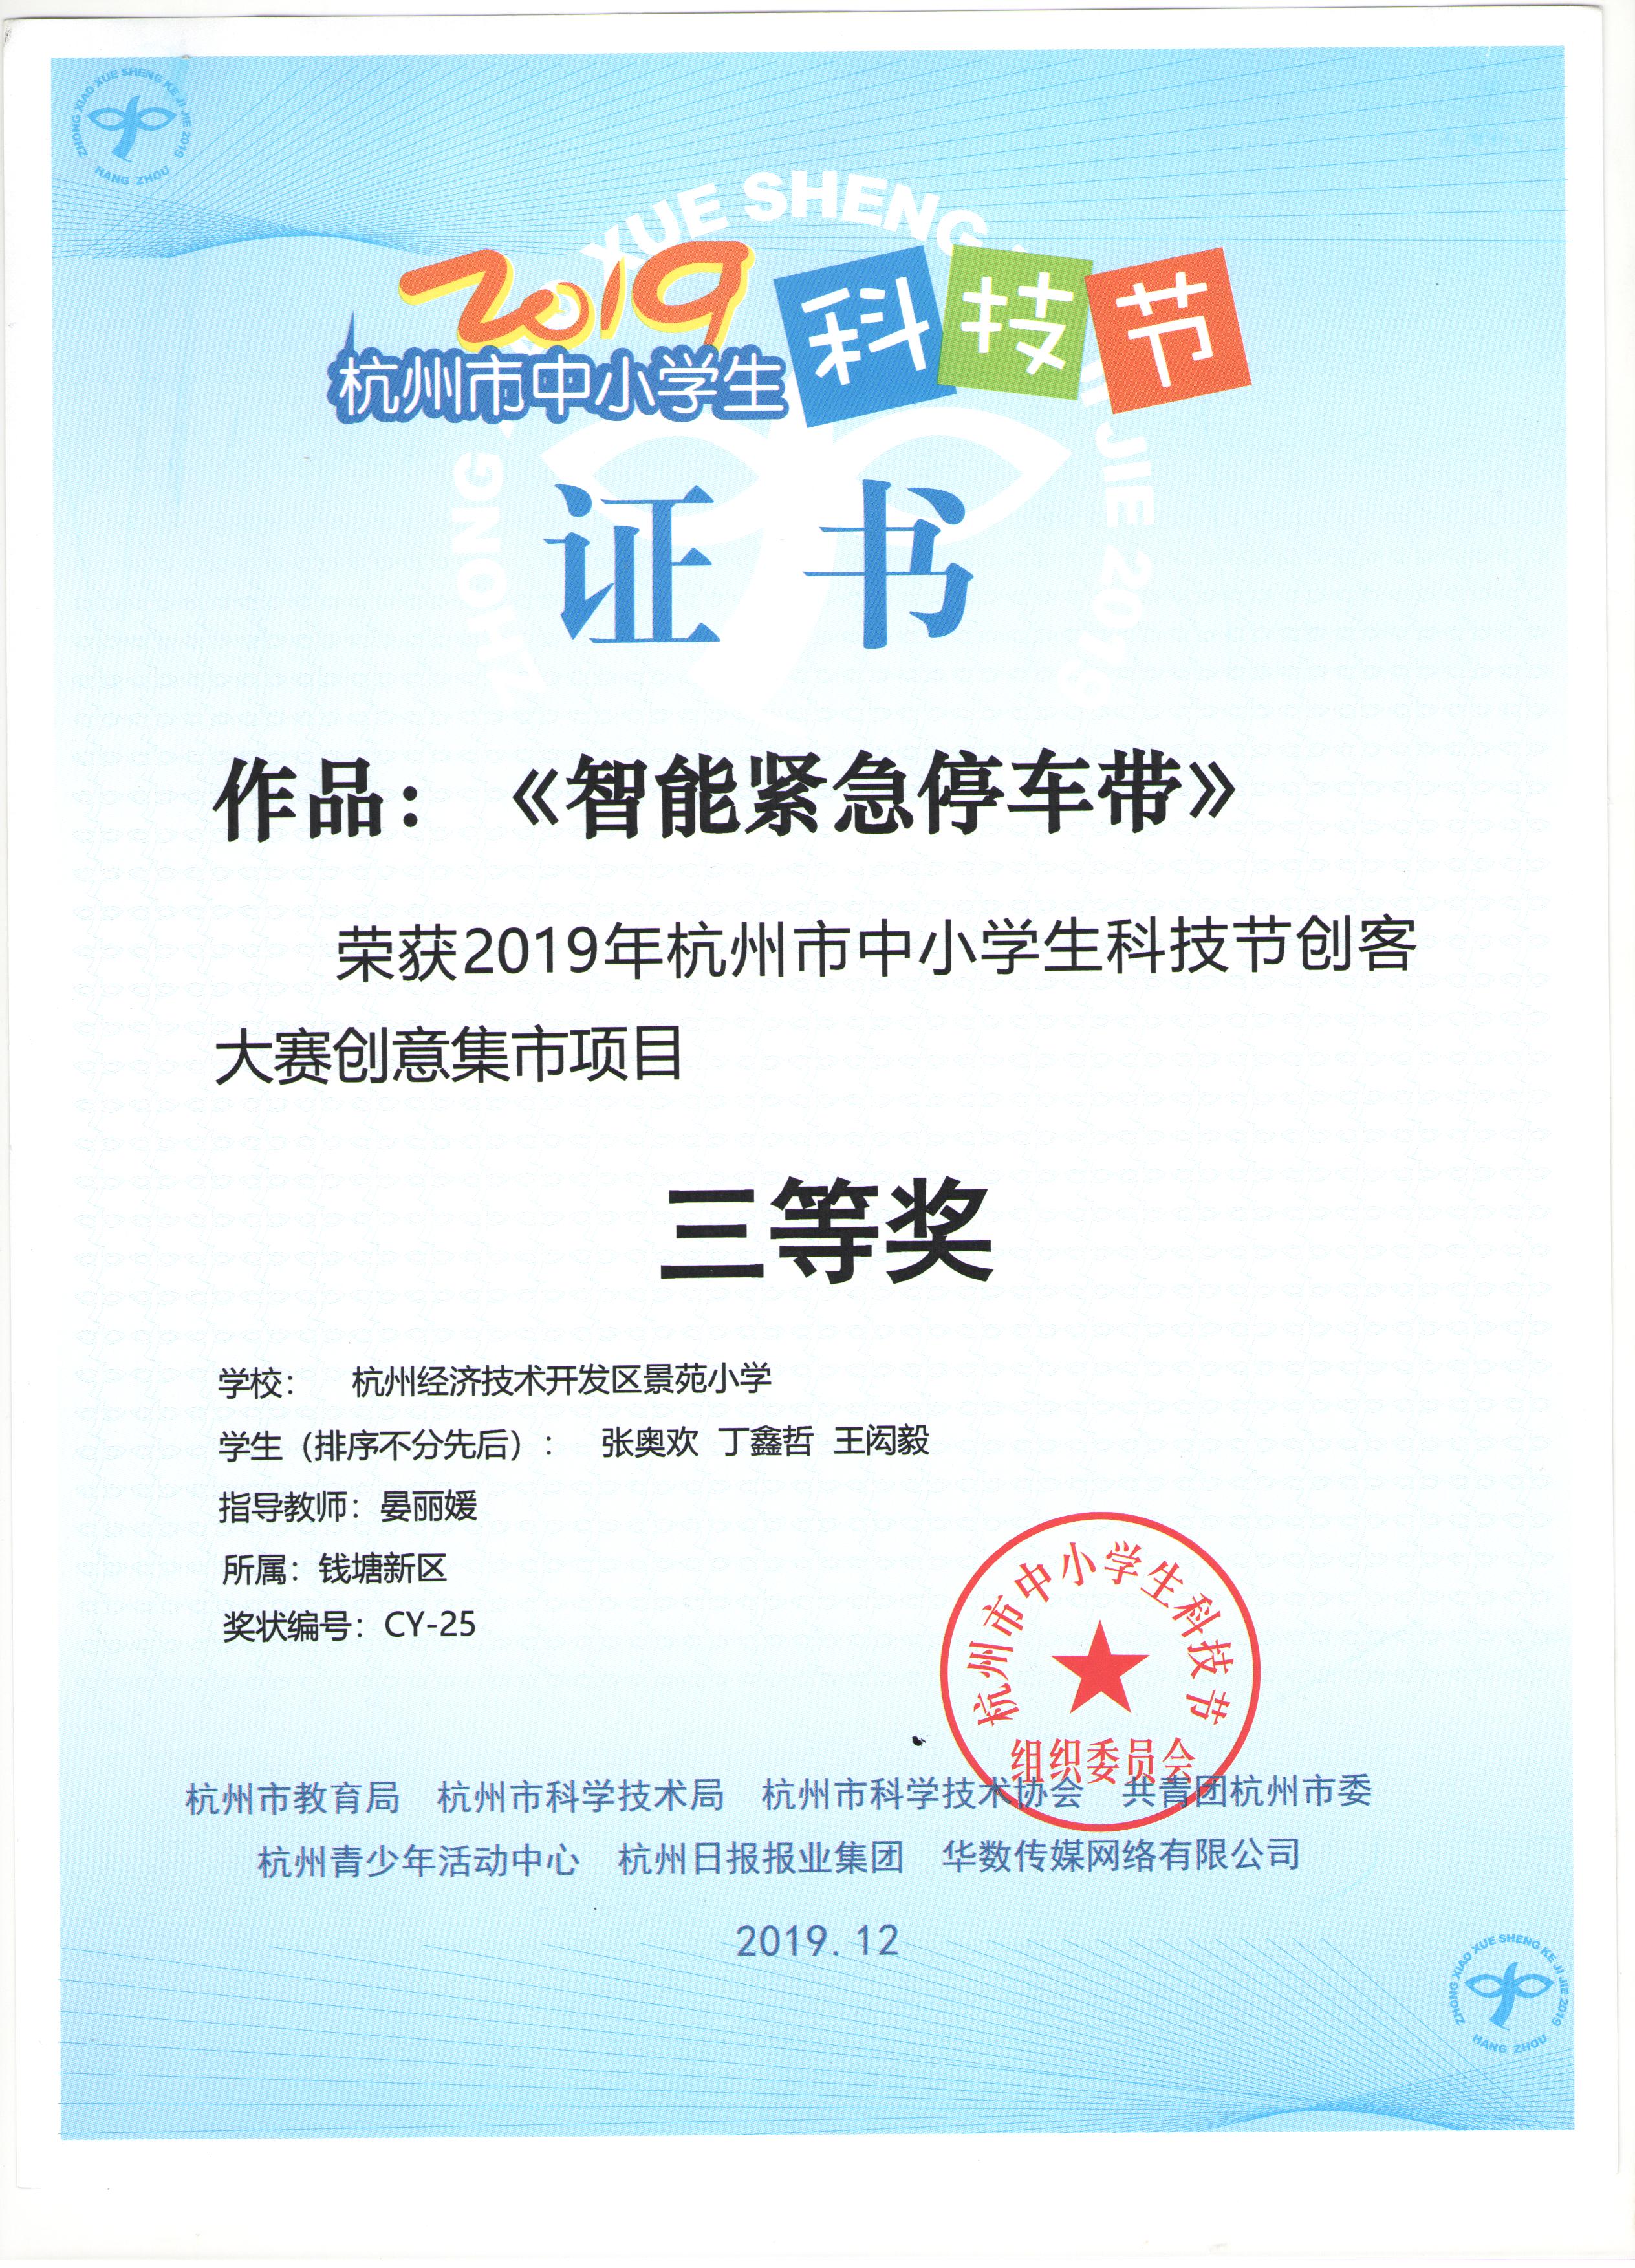 ZHONG XIAO XUE SHENG KE JI JIE 2019
HANG ZHOU
2019
杭州市中小学生
科技节
证书
作品：《智能紧急停车带》
荣获2019年杭州市中小学生科技节创客
大赛创意集市项目
三等奖
学校： 杭州经济技术开发区景苑小学
学生（排序不分先后）： 张奥欢 丁鑫哲 王闳毅
指导教师：晏丽媛
所属：钱塘新区
奖状编号：CY-25
杭州市中小学生科技节
组织委员会
杭州市教育局 杭州市科学技术局 杭州市科学技术协会 共青团杭州市委
杭州青少年活动中心 杭州日报报业集团 华数传媒网络有限公司
2019.12
ZHONG XIAO XUE SHENG KE JI JIE 2019
HANG ZHOU